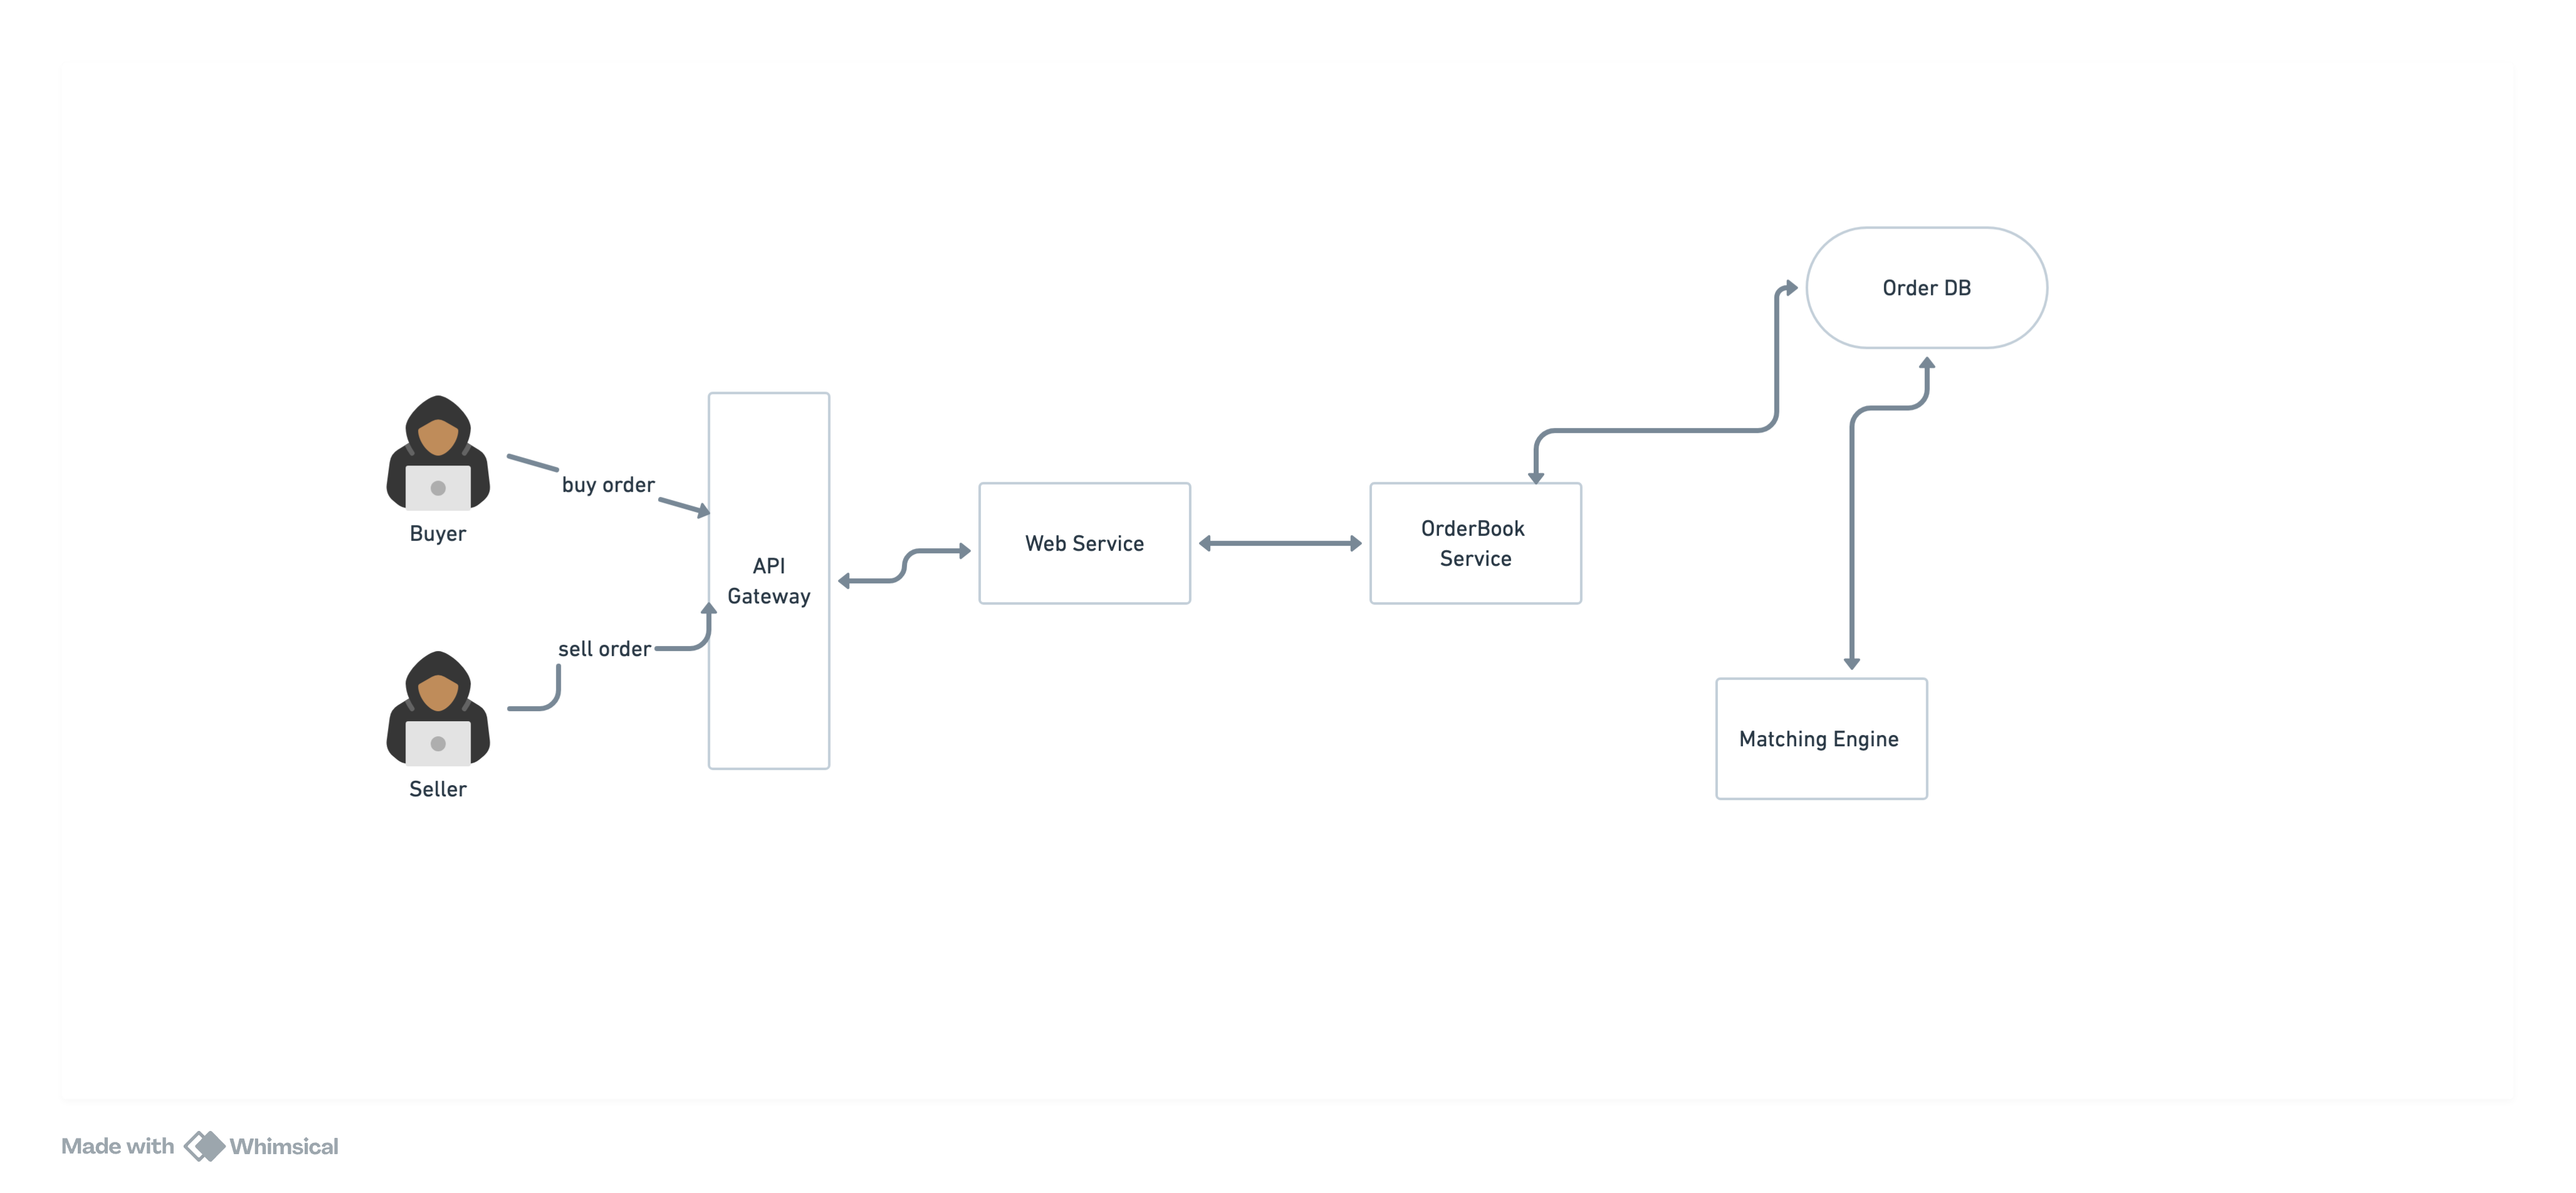 Order DB
buy order
Buyer
API
Gateway
Web Service
OrderBook
Service
sell order
Seller
Matching Engine
Made with Whimsical